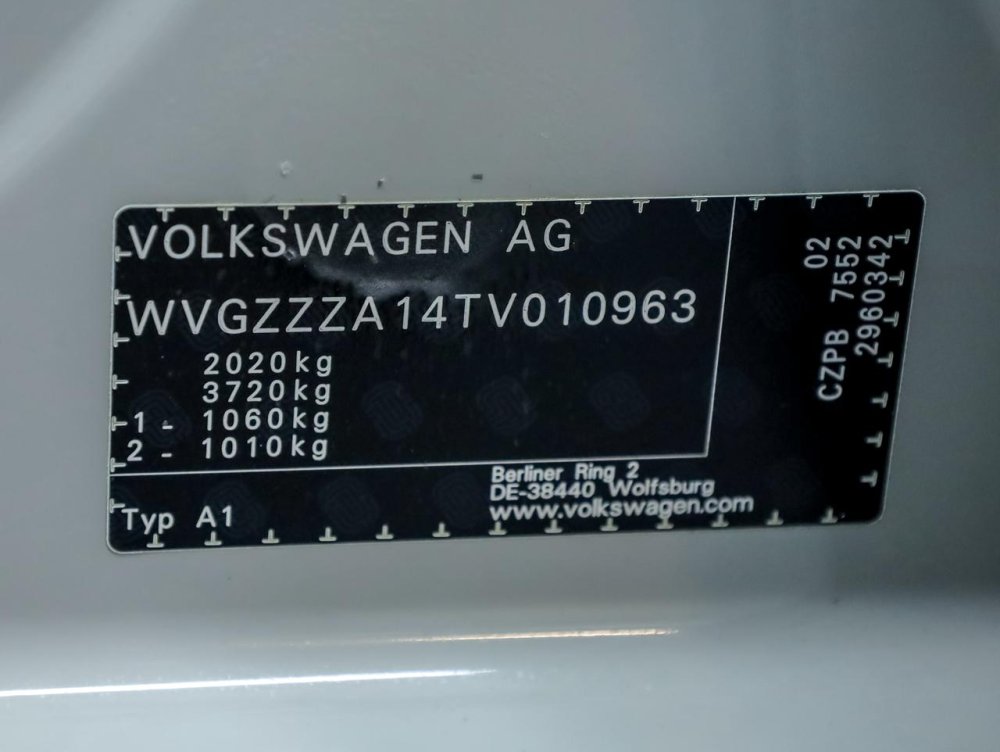 VOLKSWAGEN AG
WVGZZZA14TV010963
2020kg
3720kg
1 - 1060kg
2 - 1010kg
Typ A1
Berliner Ring 2
DE-38440 Wolfsburg
www.volkswagen.com
02
CZPB 7552
2960342